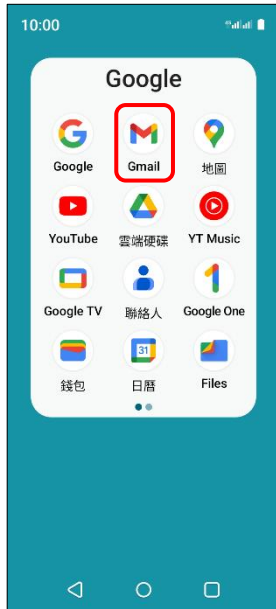 10:00
Google
Google Gmail 地圖
YouTube 雲端硬碟 YT Music
Google TV 聯絡人 Google One
31
錢包 日曆 Files